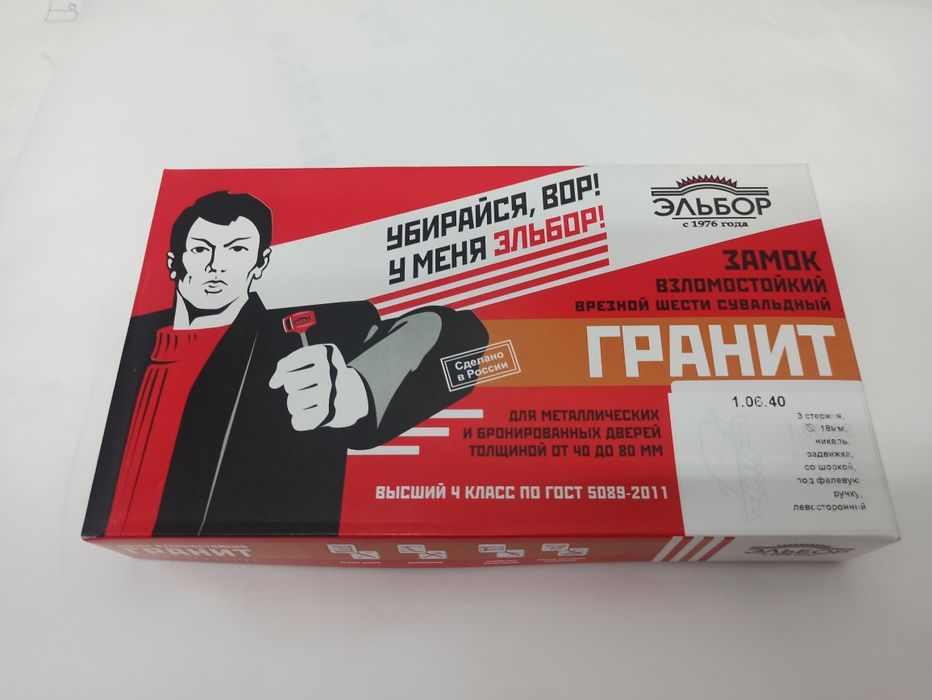 УБИРАЙСЯ, ВОР!
У МЕНЯ ЭЛЬБОР!
ЭЛЬБОР
с 1976 года
ЗАМОК
ВЗЛОМОСТОЙКИЙ
ВРЕЗНОЙ ШЕСТИ СУВАЛЬДНЫЙ
ГРАНИТ
Сделано
в России
ДЛЯ МЕТАЛЛИЧЕСКИХ
И БРОНИРОВАННЫХ ДВЕРЕЙ
ТОЛЩИНОЙ ОТ 40 ДО 80 ММ
ВЫСШИЙ 4 КЛАСС ПО ГОСТ 5089-2011
1.06.40
3 стержня,
18мм,
никель,
задвижка,
со шоокой,
под фалевую
ручку,
левосторонний
ВЗЛОМОСТОЙКИЙ
ГРАНИТ
ЭЛЬБОР